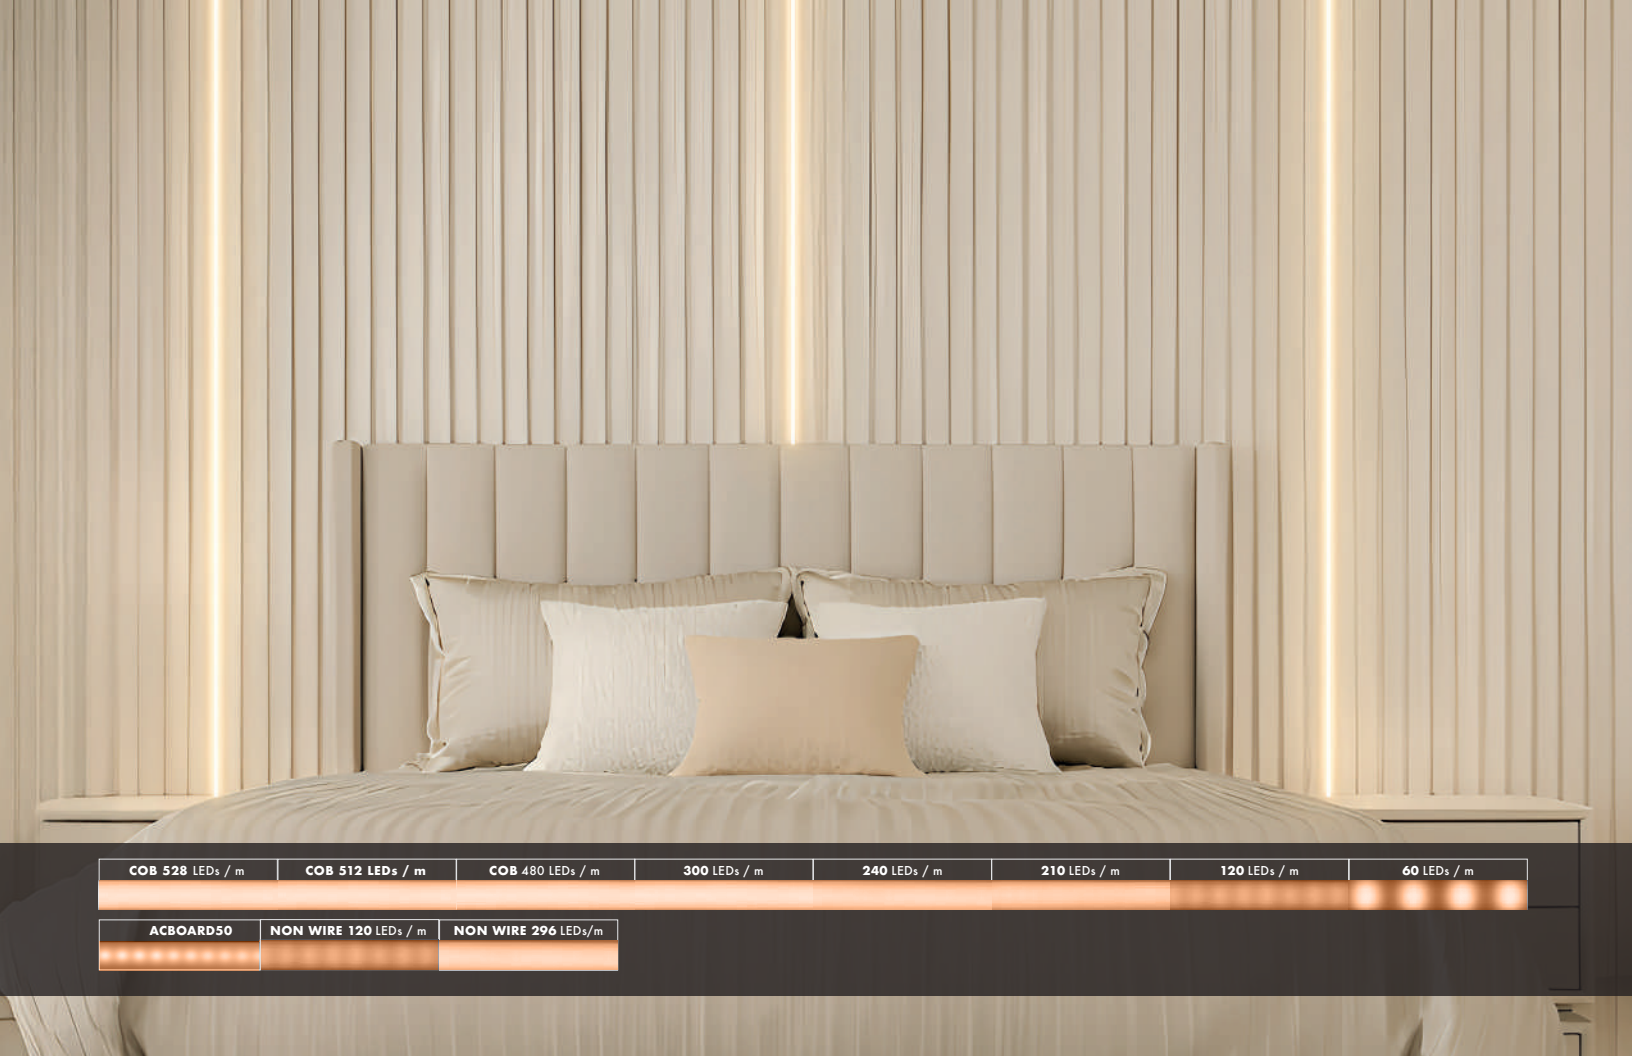 COB 528 LEDs / m
COB 512 LEDs / m
COB 480 LEDs / m
300 LEDs / m
240 LEDs / m
210 LEDs / m
120 LEDs / m
60 LEDs / m
ACBOARD50
NON WIRE 120 LEDs / m
NON WIRE 296 LEDs/m